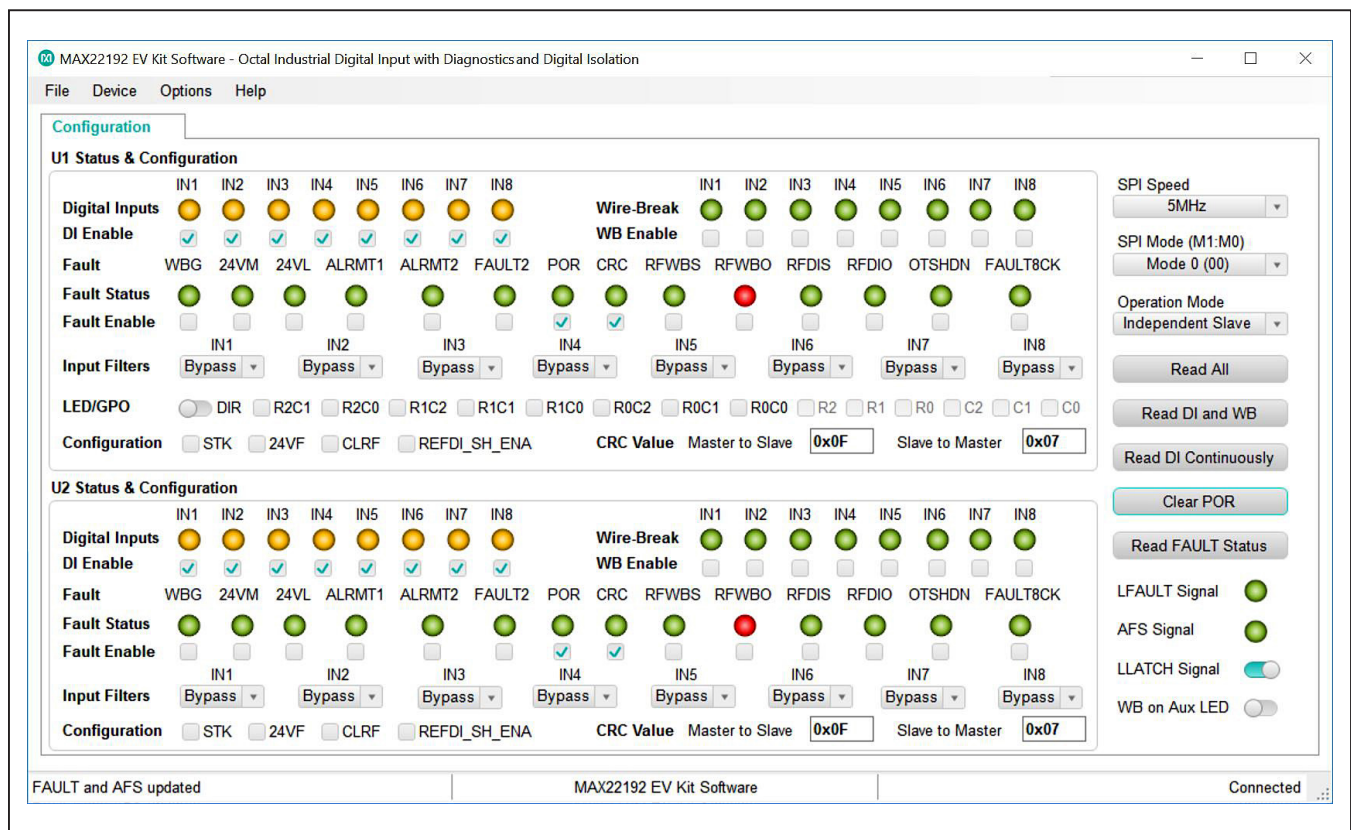 MAX22192 EV Kit Software - Octal Industrial Digital Input with Diagnostics and Digital Isolation
File Device Options Help
Configuration
U1 Status & Configuration
IN1 IN2 IN3 IN4 IN5 IN6 IN7 IN8 IN1 IN2 IN3 IN4 IN5 IN6 IN7 IN8
Digital Inputs Wire-Break
DI Enable WB Enable
Fault WBG 24VM 24VL ALRMT1 ALRMT2 FAULT2 POR CRC RFWBS RFWBO RFDIS RFDIO OTSHDN FAULT8CK
Fault Status
Fault Enable
IN1 IN2 IN3 IN4 IN5 IN6 IN7 IN8
Input Filters Bypass Bypass Bypass Bypass Bypass Bypass Bypass Bypass
LED/GPO DIR R2C1 R2C0 R1C2 R1C1 R1C0 R0C2 R0C1 R0C0 R2 R1 R0 C2 C1 C0
Configuration STK 24VF CLRF REFDI_SH_ENA CRC Value Master to Slave 0x0F Slave to Master 0x07
U2 Status & Configuration
IN1 IN2 IN3 IN4 IN5 IN6 IN7 IN8 IN1 IN2 IN3 IN4 IN5 IN6 IN7 IN8
Digital Inputs Wire-Break
DI Enable WB Enable
Fault WBG 24VM 24VL ALRMT1 ALRMT2 FAULT2 POR CRC RFWBS RFWBO RFDIS RFDIO OTSHDN FAULT8CK
Fault Status
Fault Enable
IN1 IN2 IN3 IN4 IN5 IN6 IN7 IN8
Input Filters Bypass Bypass Bypass Bypass Bypass Bypass Bypass Bypass
Configuration STK 24VF CLRF REFDI_SH_ENA CRC Value Master to Slave 0x0F Slave to Master 0x07
SPI Speed
5MHz
SPI Mode (M1:M0)
Mode 0 (00)
Operation Mode
Independent Slave
Read All
Read DI and WB
Read DI Continuously
Clear POR
Read FAULT Status
LFAULT Signal
AFS Signal
LLATCH Signal
WB on Aux LED
FAULT and AFS updated MAX22192 EV Kit Software Connected